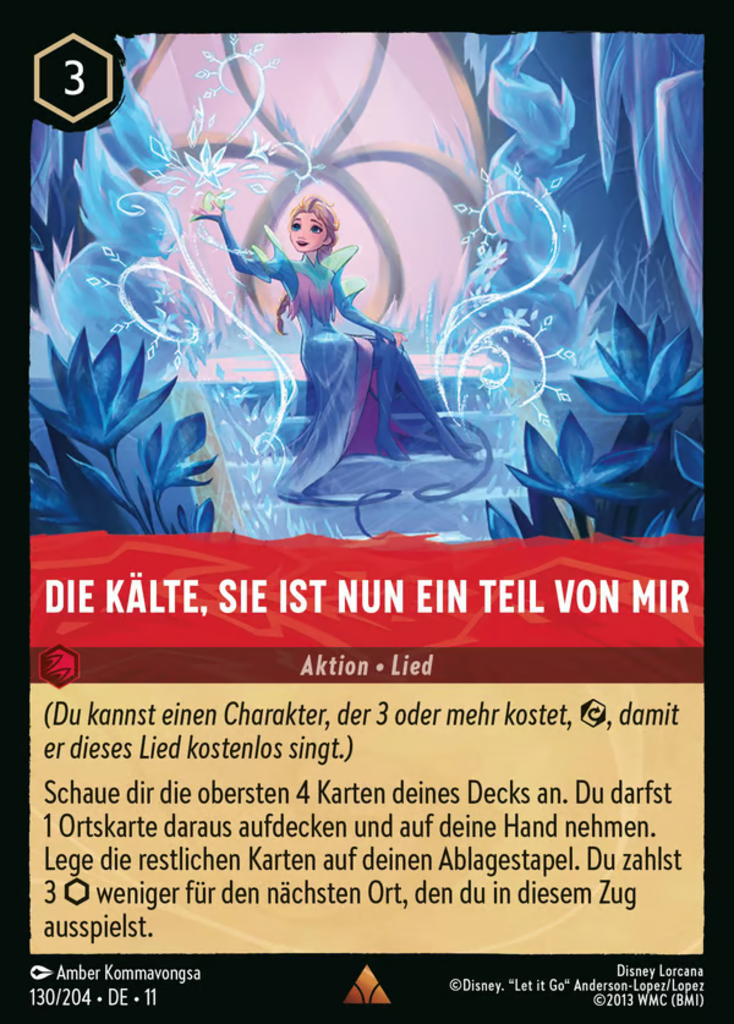 3
DIE KÄLTE, SIE IST NUN EIN TEIL VON MIR
Aktion • Lied
(Du kannst einen Charakter, der 3 oder mehr kostet, , damit
er dieses Lied kostenlos singt.)
Schaue dir die obersten 4 Karten deines Decks an. Du darfst
1 Ortskarte daraus aufdecken und auf deine Hand nehmen.
Lege die restlichen Karten auf deinen Ablagestapel. Du zahlst
3 weniger für den nächsten Ort, den du in diesem Zug
ausspielst.
Amber Kommavongsa
130/204 • DE • 11
Disney Lorcana
©Disney. “Let it Go“ Anderson-Lopez/Lopez
©2013 WMC (BMI)